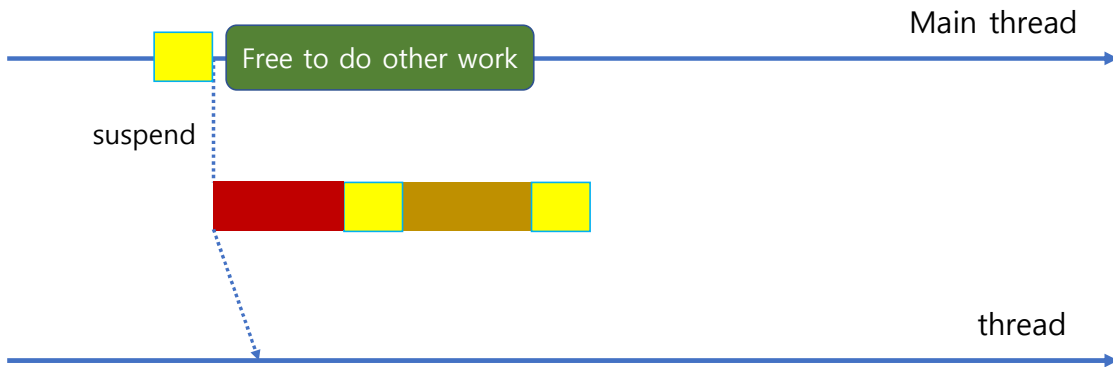 Main thread
Free to do other work
suspend
thread